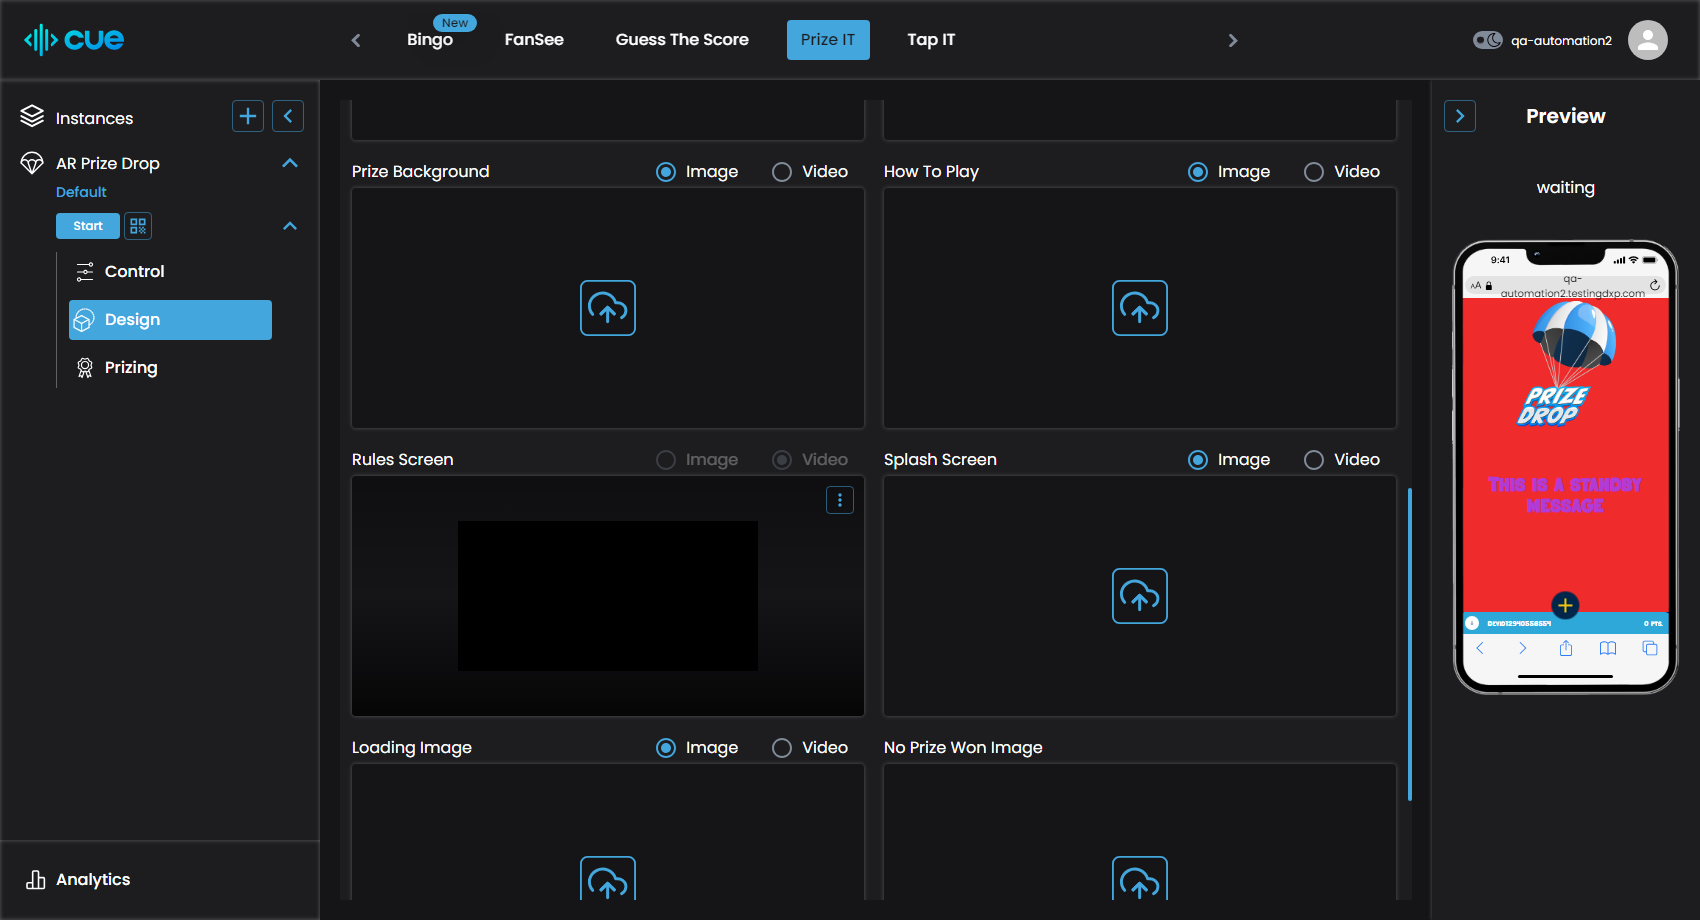 cue
New
Bingo
FanSee
Guess The Score
Prize IT
Tap IT
qa-automation2
Instances
AR Prize Drop
Default
Start
Control
Design
Prizing
Analytics
Prize Background
Image
Video
How To Play
Image
Video
Rules Screen
Image
Video
Splash Screen
Image
Video
Loading Image
Image
Video
No Prize Won Image
Preview
waiting
9:41
AA
qa-
automation2.testingdxp.com
PRIZE
DROP
THIS IS A STANDBY
MESSAGE
0 PTS.